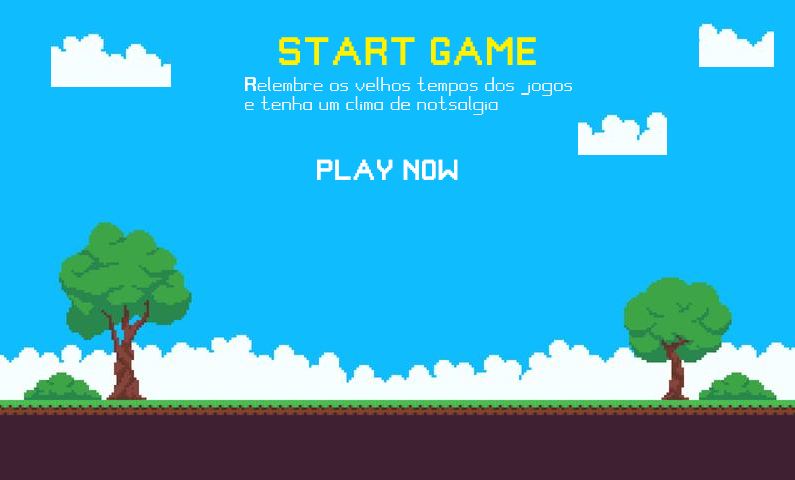 START GAME
Relembre os velhos tempos dos jogos
e tenha um clima de notsalgia
PLAY NOW